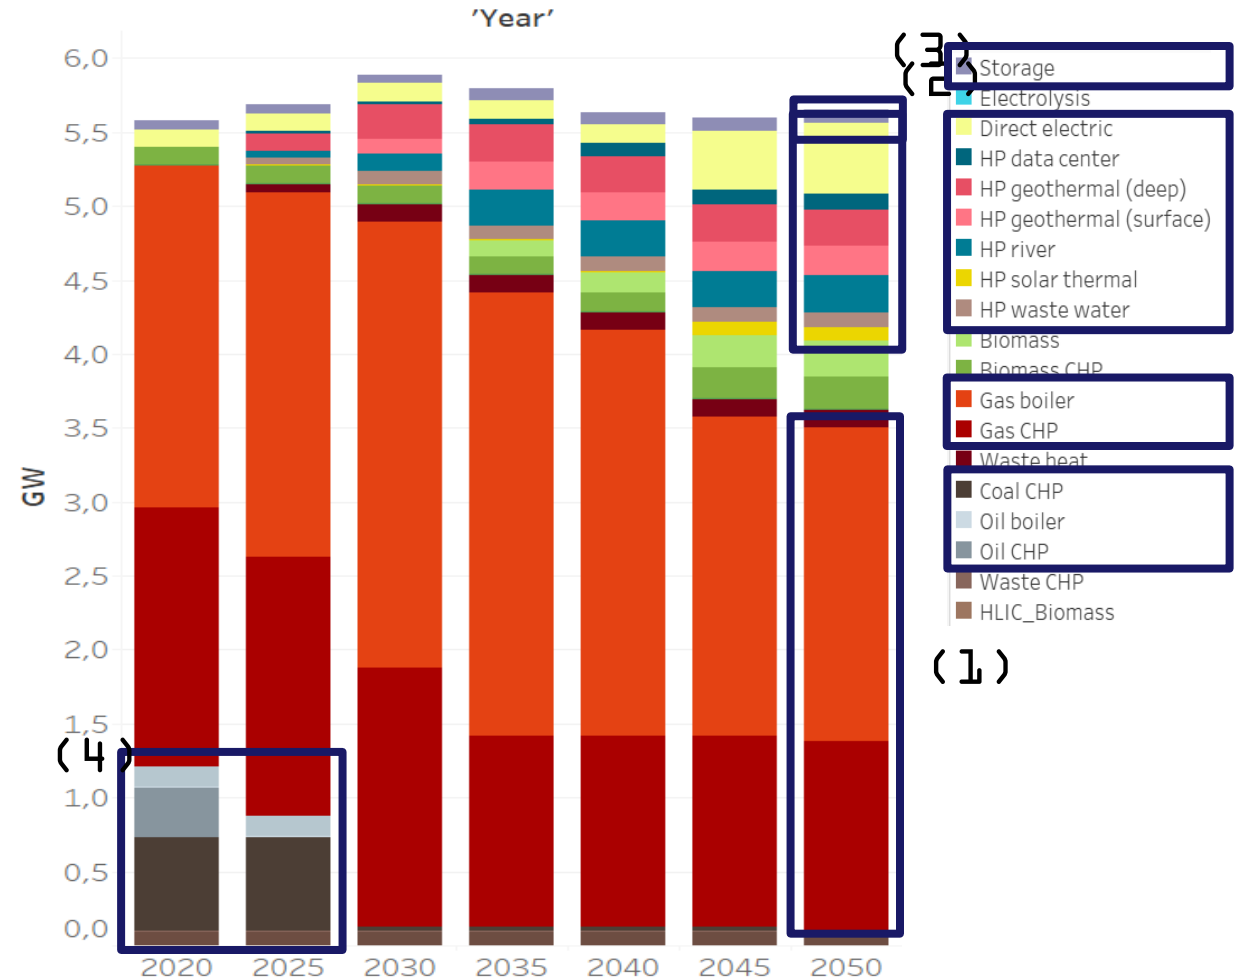 'Year'
6,0
5,5
5,0
4,5
4,0
3,5
3,0
2,5
2,0
1,5
1,0
0,5
0,0
GW
2020 2025 2030 2035 2040 2045 2050
(3)
(2)
(4)
(1)
Storage
Electrolysis
Direct electric
HP data center
HP geothermal (deep)
HP geothermal (surface)
HP river
HP solar thermal
HP waste water
Biomass
Biomass CHP
Gas boiler
Gas CHP
Waste heat
Coal CHP
Oil boiler
Oil CHP
Waste CHP
HLIC_Biomass